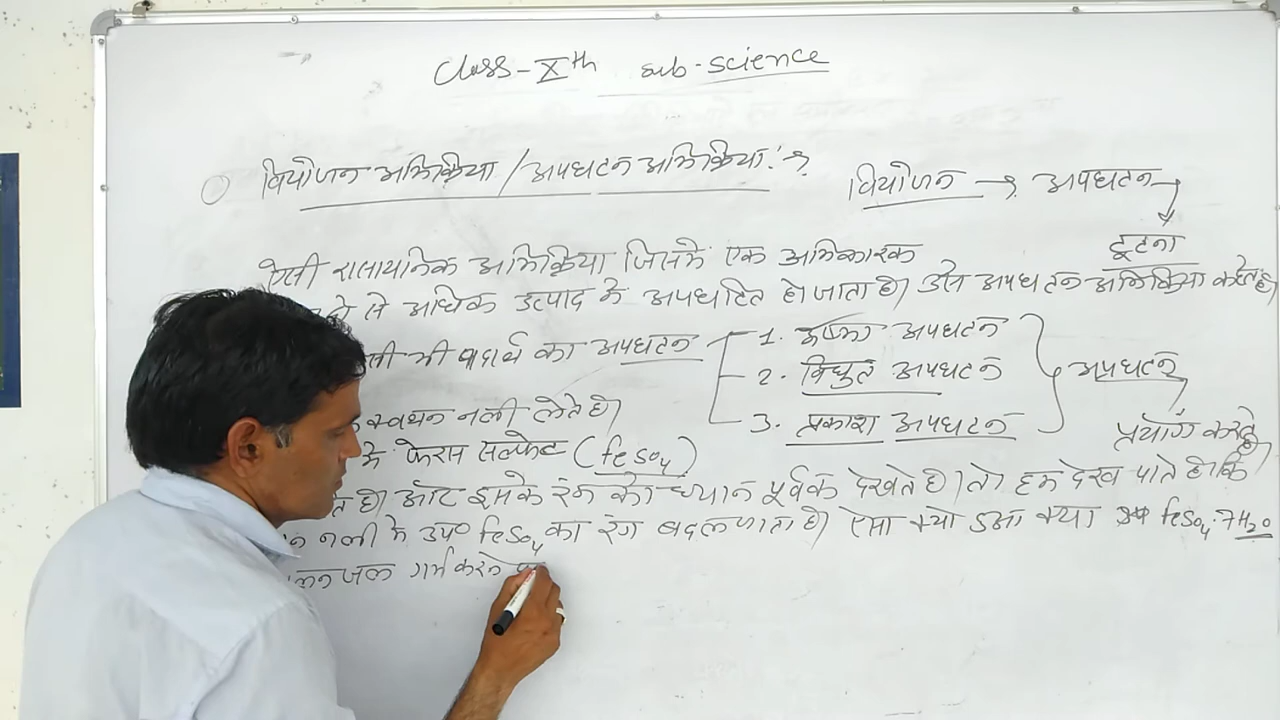 Class-Xth sub-science
वियोजन अभिक्रिया/अपघटन अभिक्रिया:→
वियोजन → अपघटन
टूटना
ऐसी रासायनिक अभिक्रिया जिसमें एक अभिकारक
से अधिक उत्पाद में अपघटित हो जाता है। उसे अपघटन अभिक्रिया कहते है।
भी पदार्थ का अपघटन
1. ऊष्मा अपघटन
2. विधुत अपघटन
3. प्रकाश अपघटन
अपघटन
प्रयोग करते है।
क्वथन नली लेते है।
में फेरस सल्फेट (FeSO4)
है। और इसके रंग को ध्यान पूर्वक देखते है। तो हम देख पाते है। कि
नली में उप० FeSO4 का रंग बदल जाता है। ऐसा क्यो हुआ क्या FeSO4.7H2O
जल गर्म करने